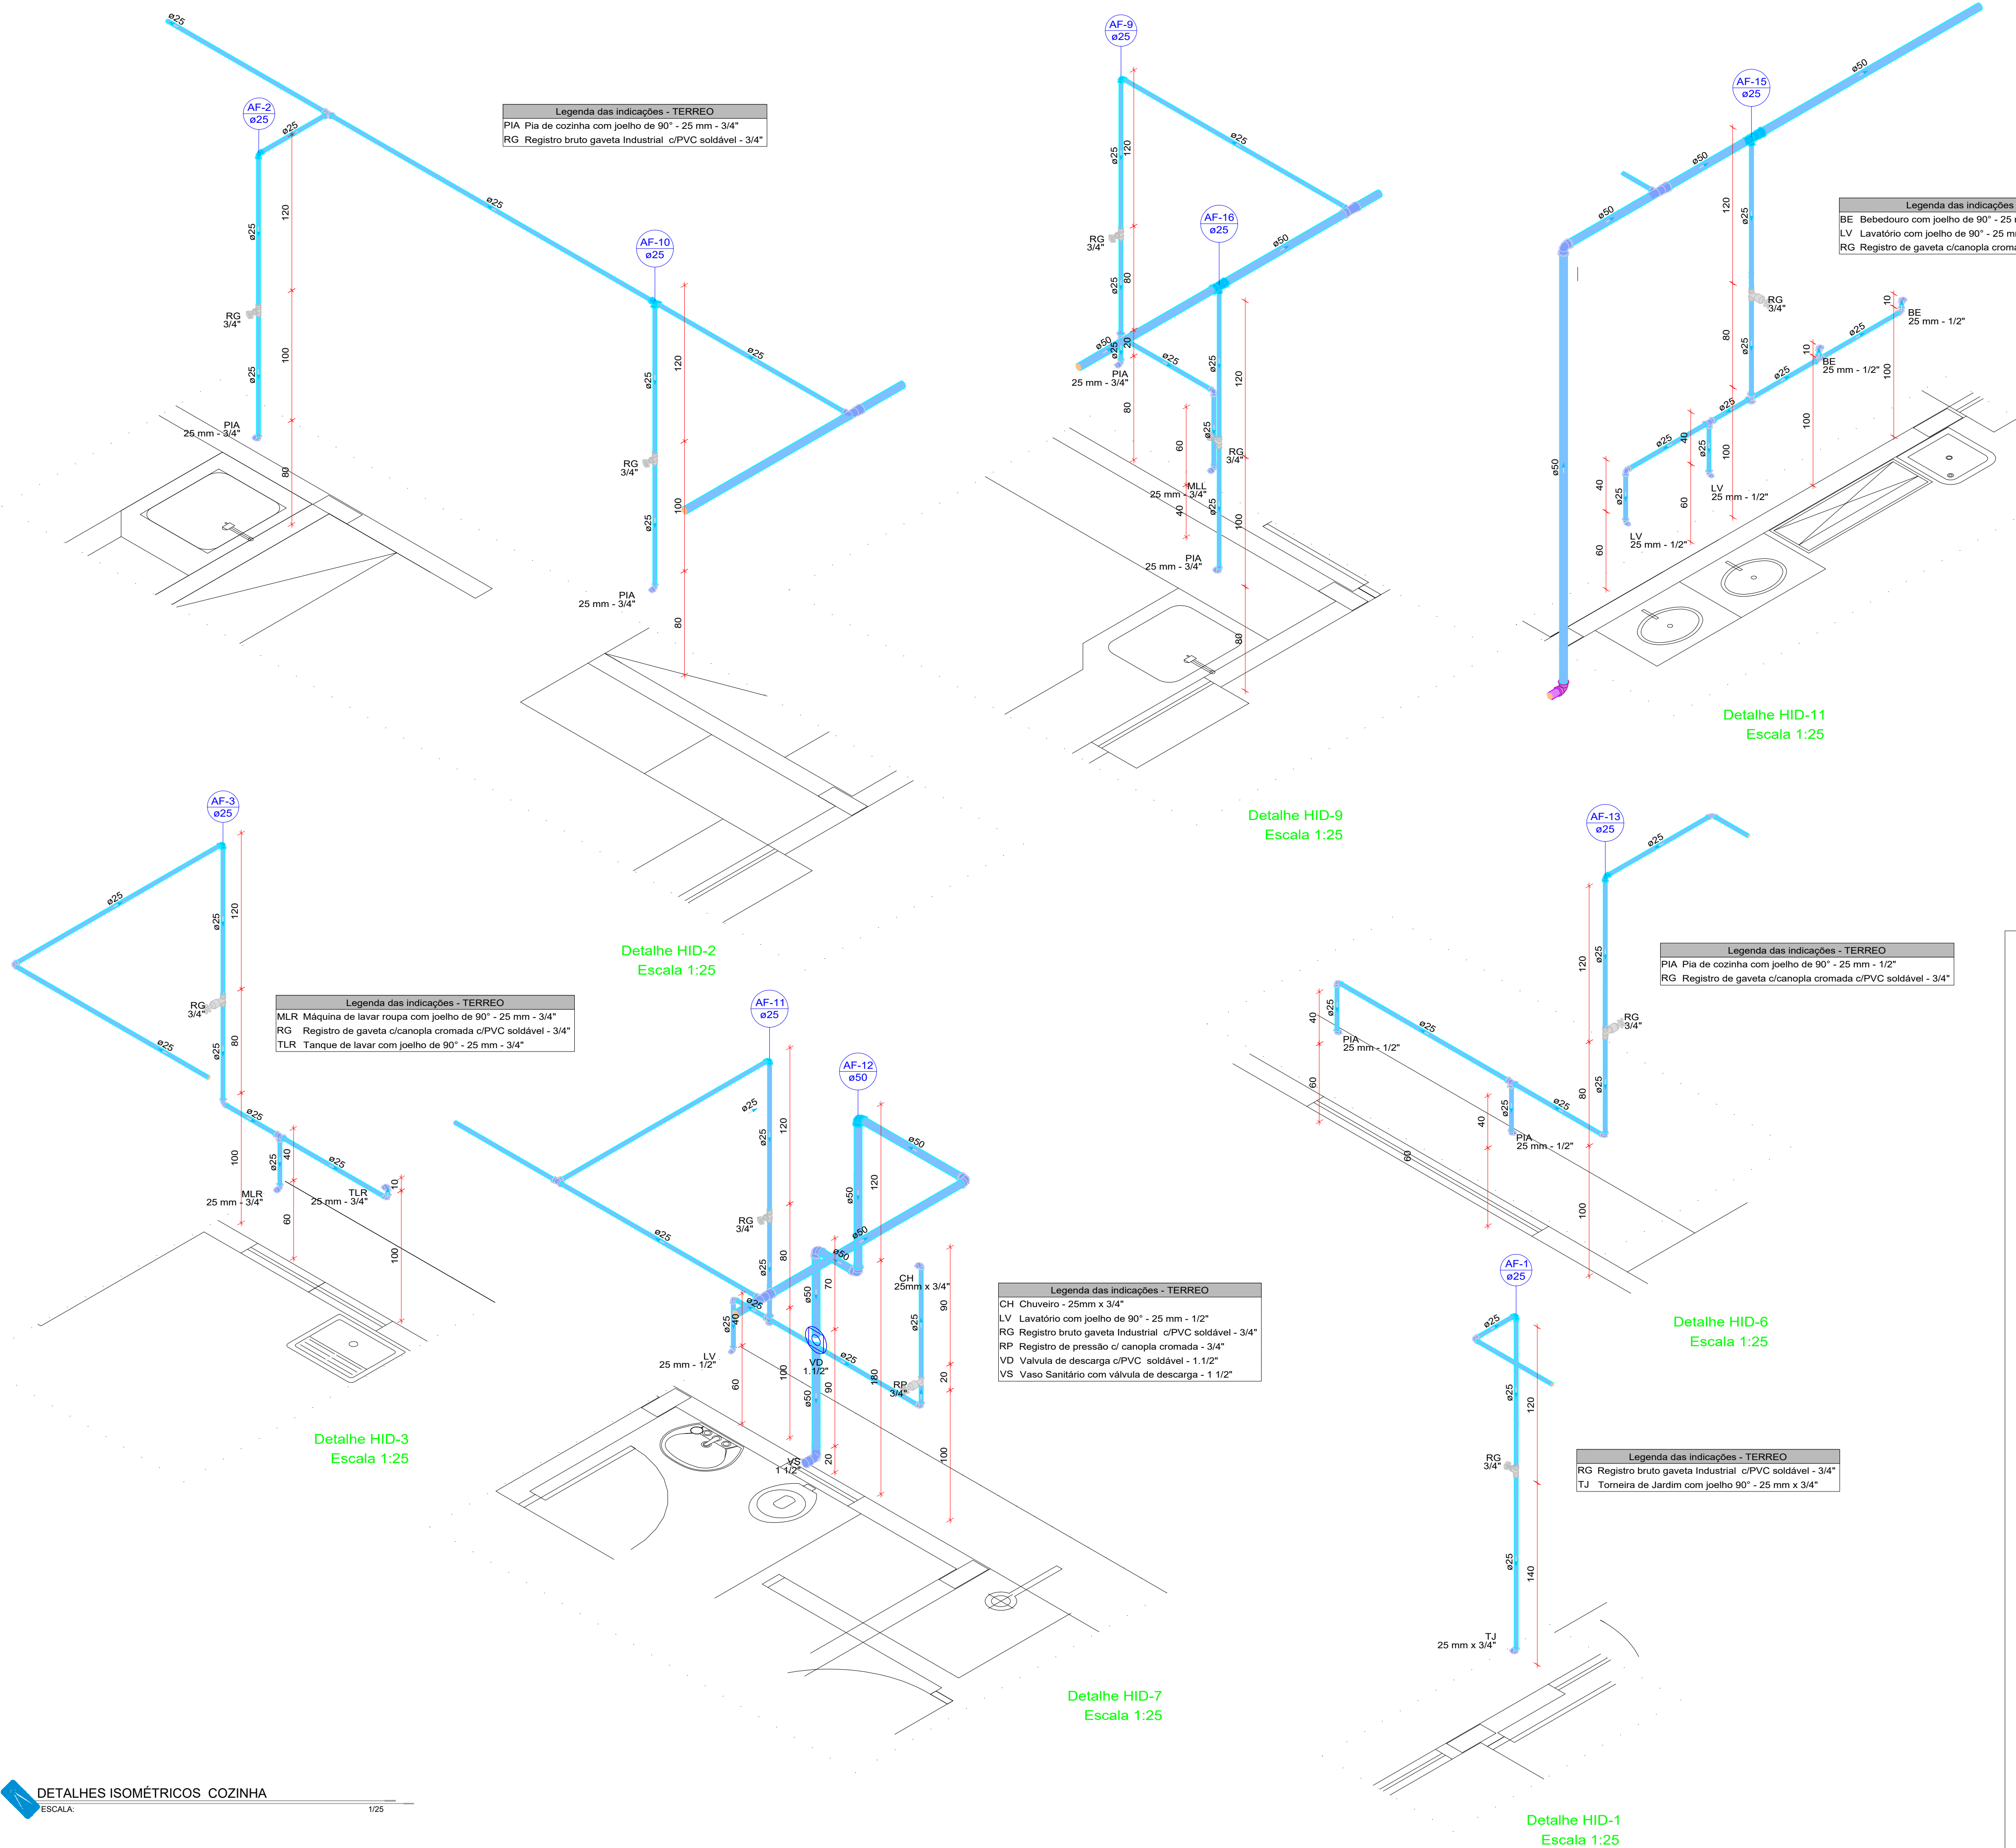 ø25
AF-2
ø25
ø25
120
ø25
RG
3/4"
100
ø25
PIA
25 mm - 3/4"
80
Legenda das indicações - TERREO
PIA Pia de cozinha com joelho de 90° - 25 mm - 3/4"
RG Registro bruto gaveta Industrial c/PVC soldável - 3/4"
ø25
AF-10
ø25
ø25
120
ø25
RG
3/4"
100
ø25
PIA
25 mm - 3/4"
80
Detalhe HID-2
Escala 1:25
AF-9
ø25
120
ø25
ø25
RG
3/4"
80
ø25
AF-16
ø25
ø50
ø50
20
ø25
ø25
PIA
25 mm - 3/4"
80
ø25
120
60
ø25
RG
3/4"
MLL
25 mm - 3/4"
40
ø25
100
PIA
25 mm - 3/4"
80
Detalhe HID-9
Escala 1:25
ø50
AF-15
ø25
ø50
ø50
120
ø25
RG
3/4"
80
ø25
Legenda das indicações
BE Bebedouro com joelho de 90° - 25
LV Lavatório com joelho de 90° - 25
RG Registro de gaveta c/canopla
10
BE
25 mm - 1/2"
ø25
10
BE
25 mm - 1/2"
100
ø25
ø25
100
ø25
40
ø25
100
LV
25 mm - 1/2"
60
ø50
40
ø25
LV
25 mm - 1/2"
60
Detalhe HID-11
Escala 1:25
AF-3
ø25
120
ø25
ø25
RG
3/4"
80
ø25
ø25
Legenda das indicações - TERREO
MLR Máquina de lavar roupa com joelho de 90° - 25 mm - 3/4"
RG Registro de gaveta c/canopla cromada c/PVC soldável - 3/4"
TLR Tanque de lavar com joelho de 90° - 25 mm - 3/4"
ø25
100
ø25
40
ø25
MLR
25 mm - 3/4"
TLR
25 mm - 3/4"
10
60
100
Detalhe HID-3
Escala 1:25
AF-11
ø25
ø25
120
ø25
AF-12
ø50
ø50
120
ø50
RG
3/4"
ø25
80
ø25
ø50
ø50
CH
25mm x 3/4"
70
ø50
90
ø25
ø25
40
ø25
LV
25 mm - 1/2"
VD
1.1/2"
ø25
60
100
90
180
ø50
RP
3/4"
20
20
VS
1 1/2"
100
Legenda das indicações - TERREO
CH Chuveiro - 25mm x 3/4"
LV Lavatório com joelho de 90° - 25 mm - 1/2"
RG Registro bruto gaveta Industrial c/PVC soldável - 3/4"
RP Registro de pressão c/ canopla cromada - 3/4"
VD Valvula de descarga c/PVC soldável - 1.1/2"
VS Vaso Sanitário com válvula de descarga - 1 1/2"
Detalhe HID-7
Escala 1:25
AF-13
ø25
ø25
120
ø25
RG
3/4"
Legenda das indicações - TERREO
PIA Pia de cozinha com joelho de 90° - 25 mm - 1/2"
RG Registro de gaveta c/canopla cromada c/PVC soldável - 3/4"
40
ø25
PIA
25 mm - 1/2"
60
ø25
80
ø25
ø25
40
ø25
PIA
25 mm - 1/2"
60
100
Detalhe HID-6
Escala 1:25
AF-1
ø25
ø25
ø25
120
RG
3/4"
ø25
140
TJ
25 mm x 3/4"
Legenda das indicações - TERREO
RG Registro bruto gaveta Industrial c/PVC soldável - 3/4"
TJ Torneira de Jardim com joelho 90° - 25 mm x 3/4"
Detalhe HID-1
Escala 1:25
DETALHES ISOMÉTRICOS COZINHA
ESCALA: 1/25